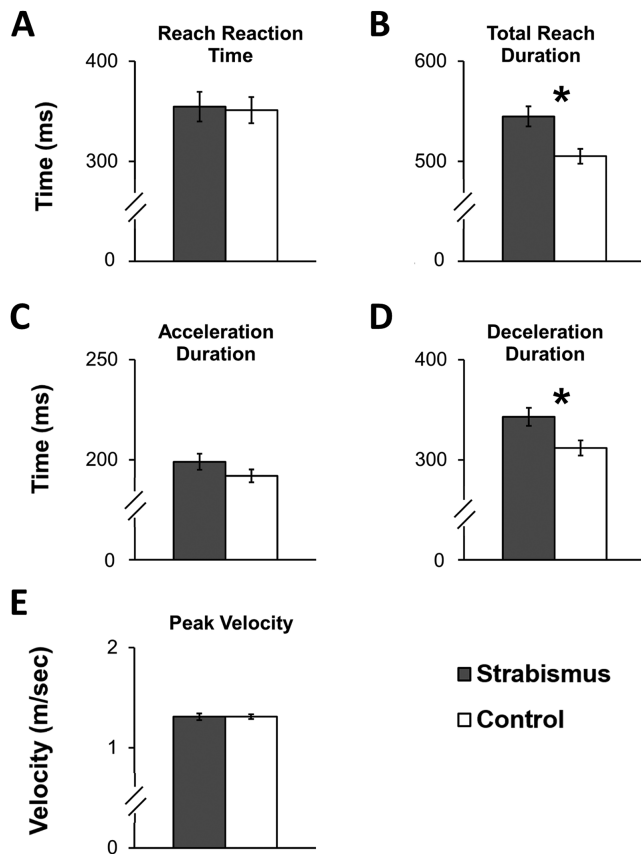 A
Reach Reaction
Time
Time (ms)
400
300
0
B
Total Reach
Duration
*
600
500
0
C
Acceleration
Duration
Time (ms)
250
200
0
D
Deceleration
Duration
*
400
300
0
E
Peak Velocity
Velocity (m/sec)
2
1
0
Strabismus
Control